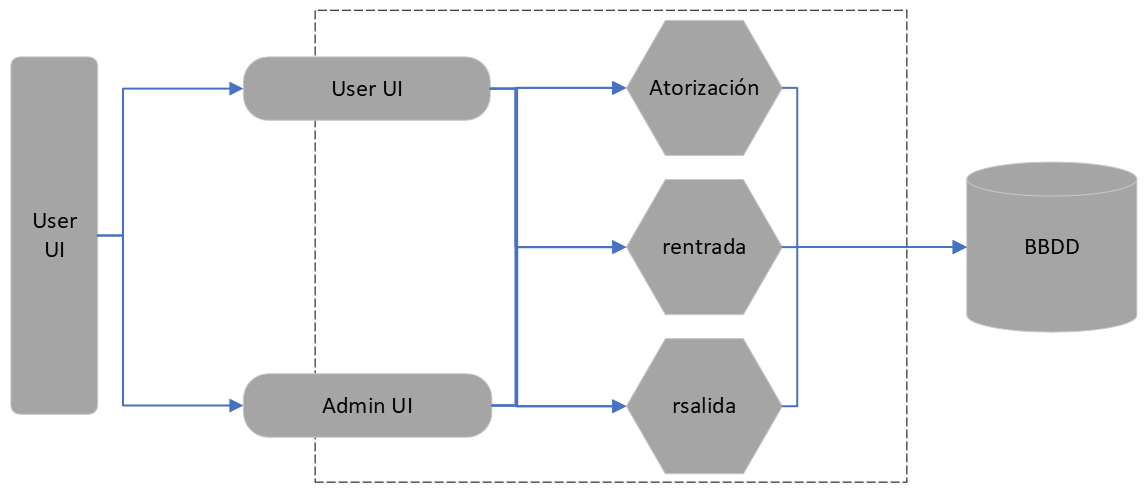 User UI
Atorización
User
UI
rentrada
BBDD
Admin UI
rsalida